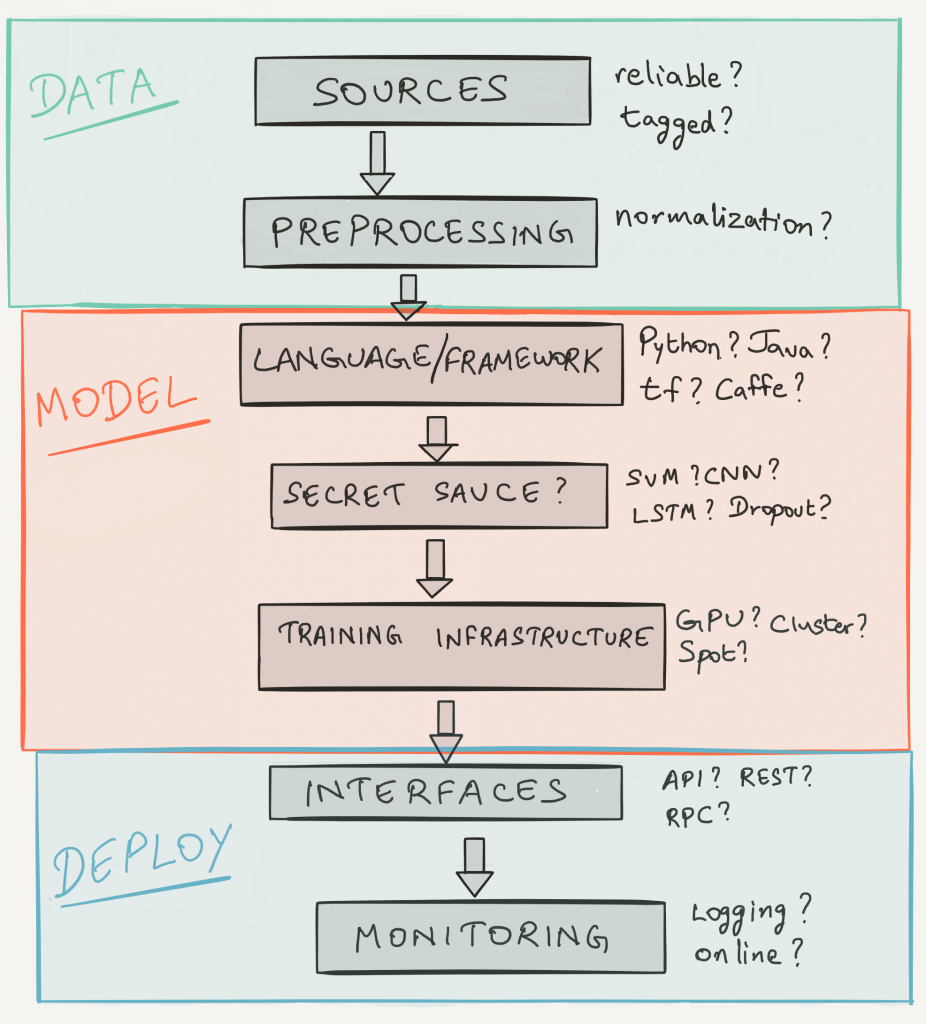 DATA
SOURCES
reliable?
tagged?
PREPROCESSING
normalization?
MODEL
LANGUAGE/FRAMEWORK
Python? Java?
tf? Caffe?
SECRET SAUCE?
SVM? CNN?
LSTM? Dropout?
TRAINING INFRASTRUCTURE
GPU? Cluster?
Spot?
DEPLOY
INTERFACES
API? REST?
RPC?
MONITORING
Logging?
online?